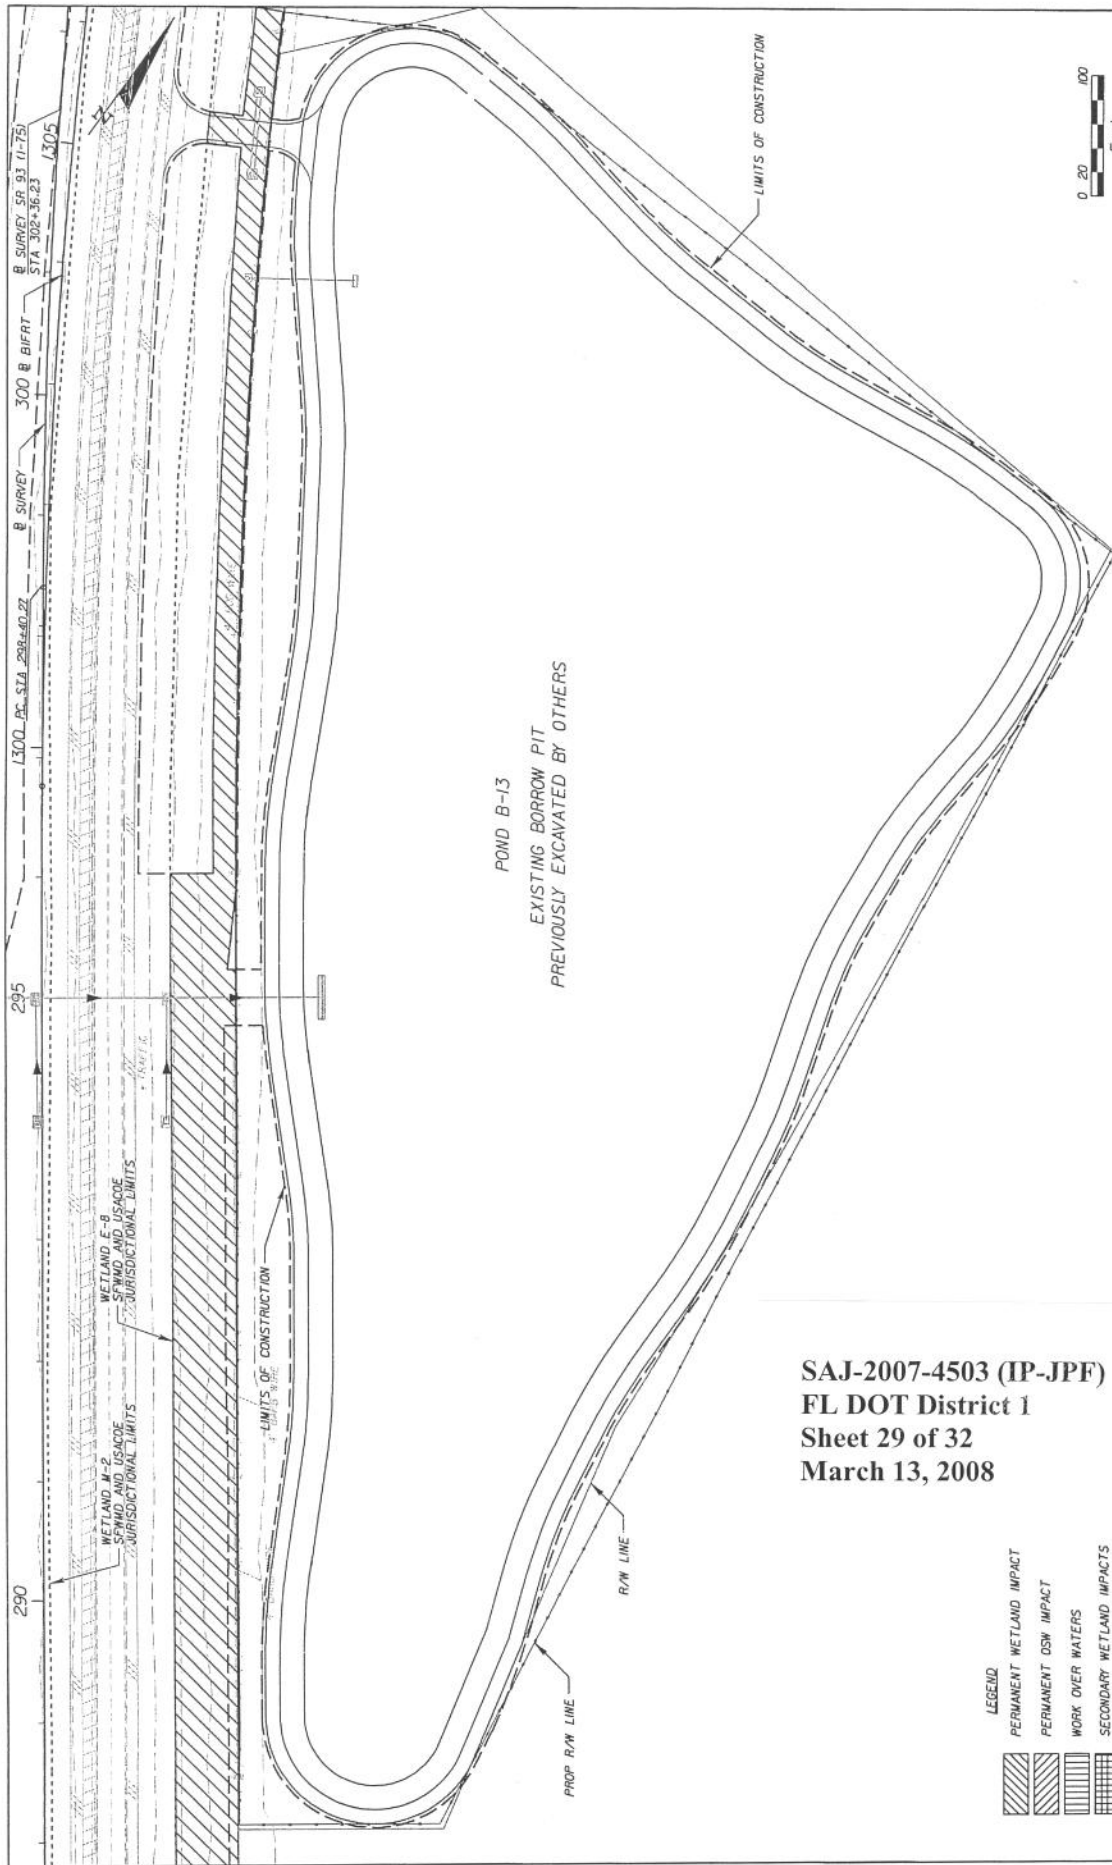 ℄ SURVEY SR 93 (I-75)
STA 302+36.23
1305
N
℄ BIFRT
300
℄ SURVEY
PC STA 298+40.27
1300
295
290
WETLAND E-8
SFWMD AND USACOE
JURISDICTIONAL LIMITS
WETLAND M-2
SFWMD AND USACOE
JURISDICTIONAL LIMITS
TRAFFIC
LIMITS OF CONSTRUCTION
LIMITS OF CONSTRUCTION
0 20 100
POND B-13
EXISTING BORROW PIT
PREVIOUSLY EXCAVATED BY OTHERS
R/W LINE
PROP R/W LINE
SAJ-2007-4503 (IP-JPF)
FL DOT District 1
Sheet 29 of 32
March 13, 2008
LEGEND
PERMANENT WETLAND IMPACT
PERMANENT OSW IMPACT
WORK OVER WATERS
SECONDARY WETLAND IMPACTS